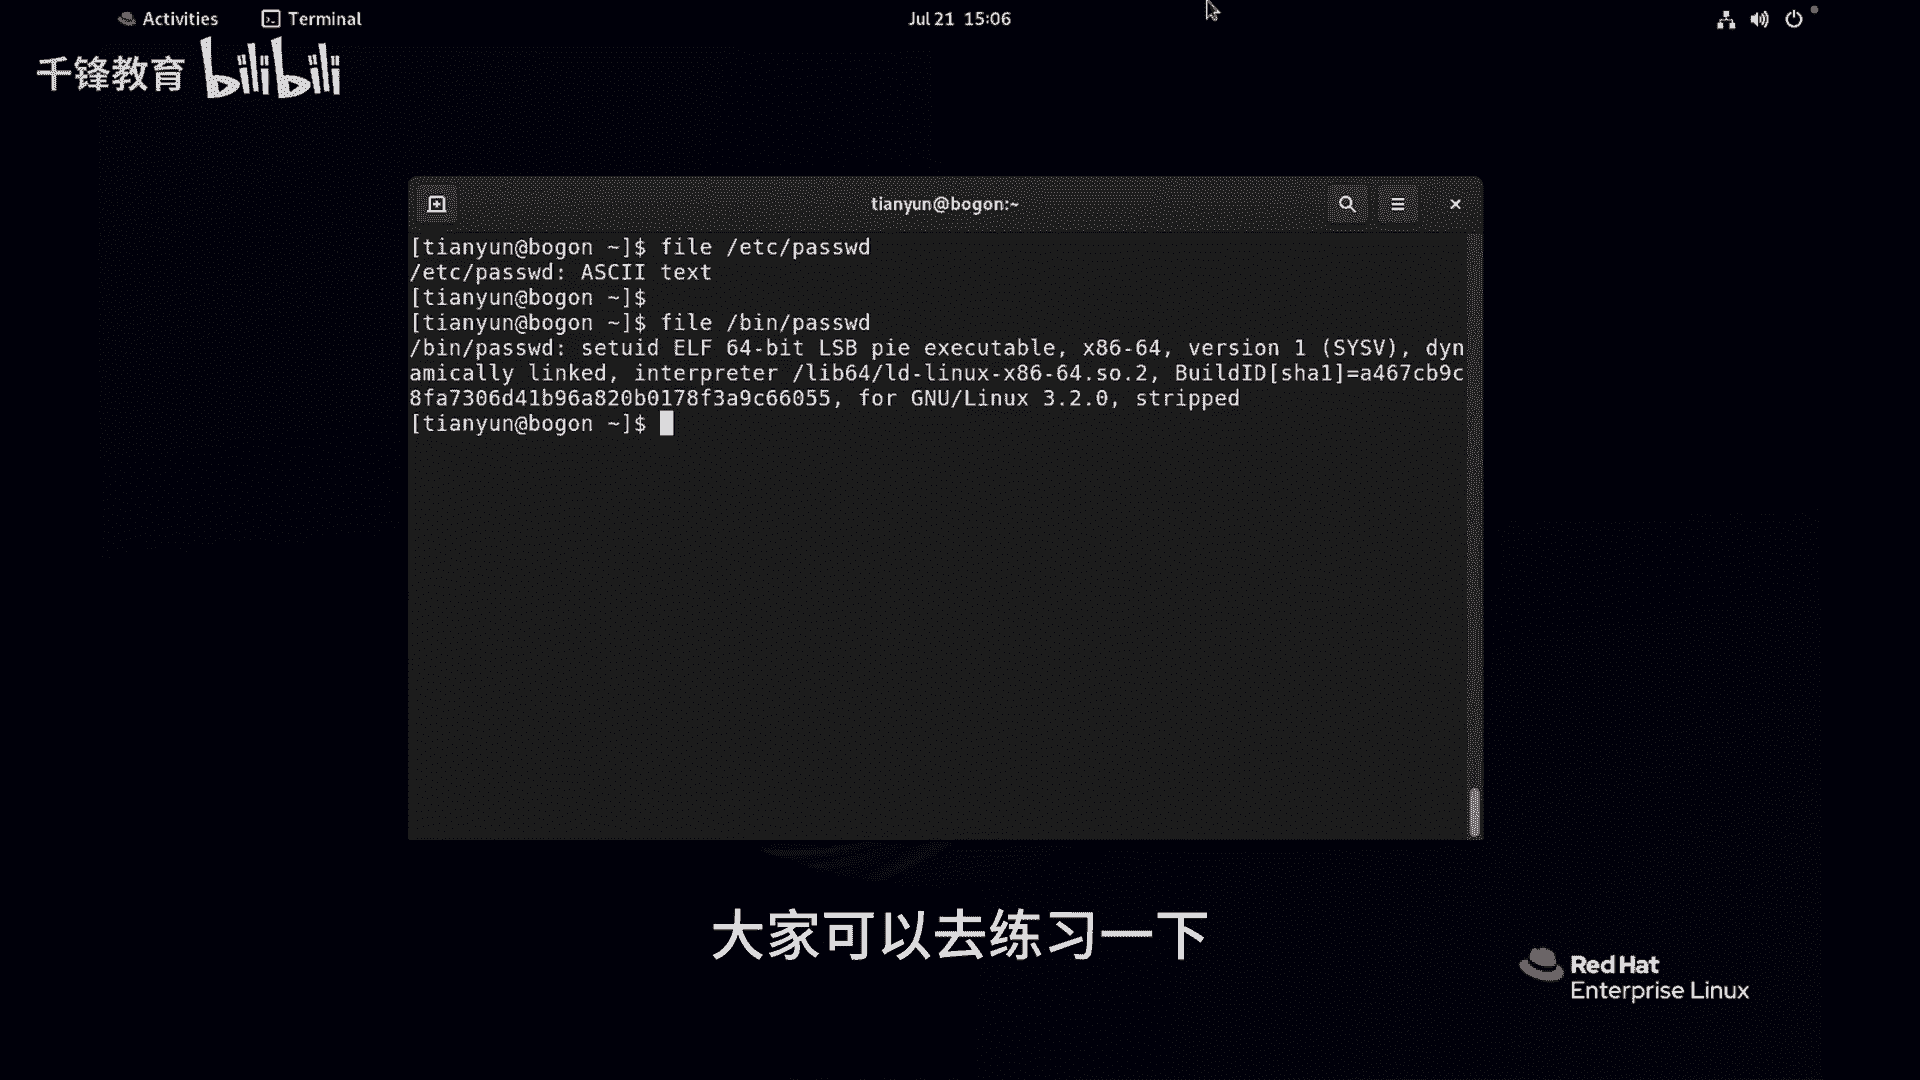 Activities Terminal Jul 21 15:06
千锋教育 bilibili
tianyun@bogon:~
[tianyun@bogon ~]$ file /etc/passwd
/etc/passwd: ASCII text
[tianyun@bogon ~]$
[tianyun@bogon ~]$ file /bin/passwd
/bin/passwd: setuid ELF 64-bit LSB pie executable, x86-64, version 1 (SYSV), dyn
amically linked, interpreter /lib64/ld-linux-x86-64.so.2, BuildID[sha1]=a467cb9c
8fa7306d41b96a820b0178f3a9c66055, for GNU/Linux 3.2.0, stripped
[tianyun@bogon ~]$
大家可以去练习一下
Red Hat
Enterprise Linux